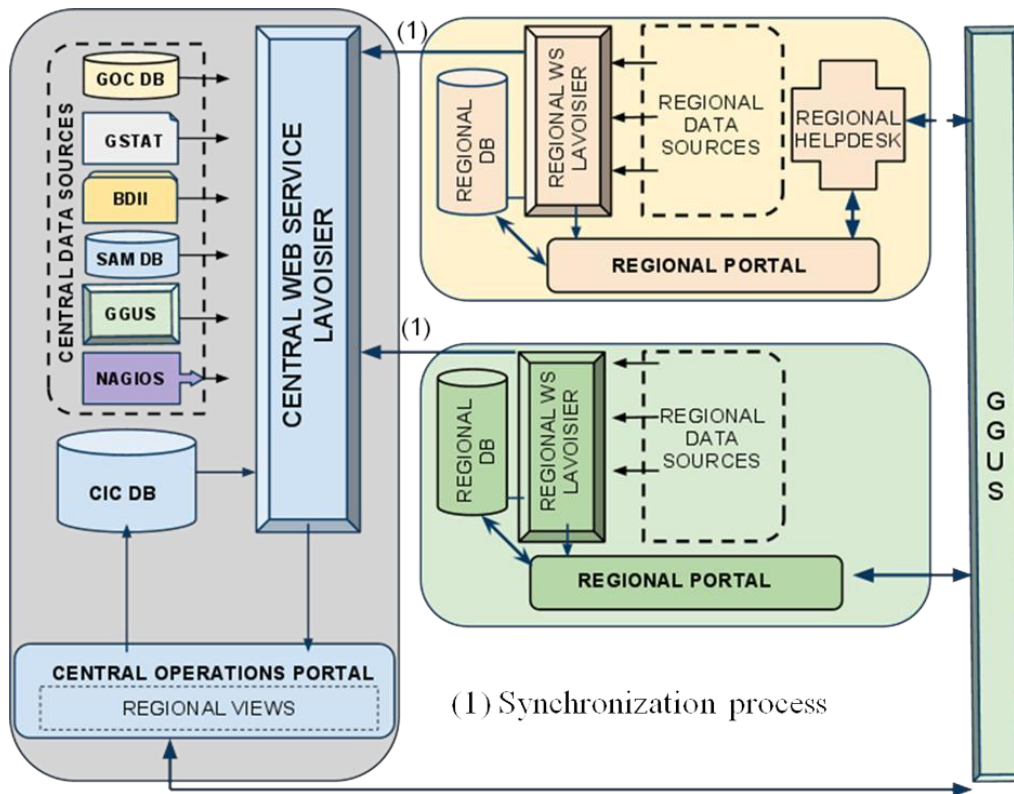 CENTRAL DATA SOURCES
GOC DB
GSTAT
BDII
SAM DB
GGUS
NAGIOS
CIC DB
CENTRAL WEB SERVICE
LAVOISIER
CENTRAL OPERATIONS PORTAL
REGIONAL VIEWS
(1)
REGIONAL
DB
REGIONAL WS
LAVOISIER
REGIONAL
DATA
SOURCES
REGIONAL
HELPDESK
REGIONAL PORTAL
(1)
REGIONAL
DB
REGIONAL WS
LAVOISIER
REGIONAL
DATA
SOURCES
REGIONAL PORTAL
(1) Synchronization process
G
G
U
S